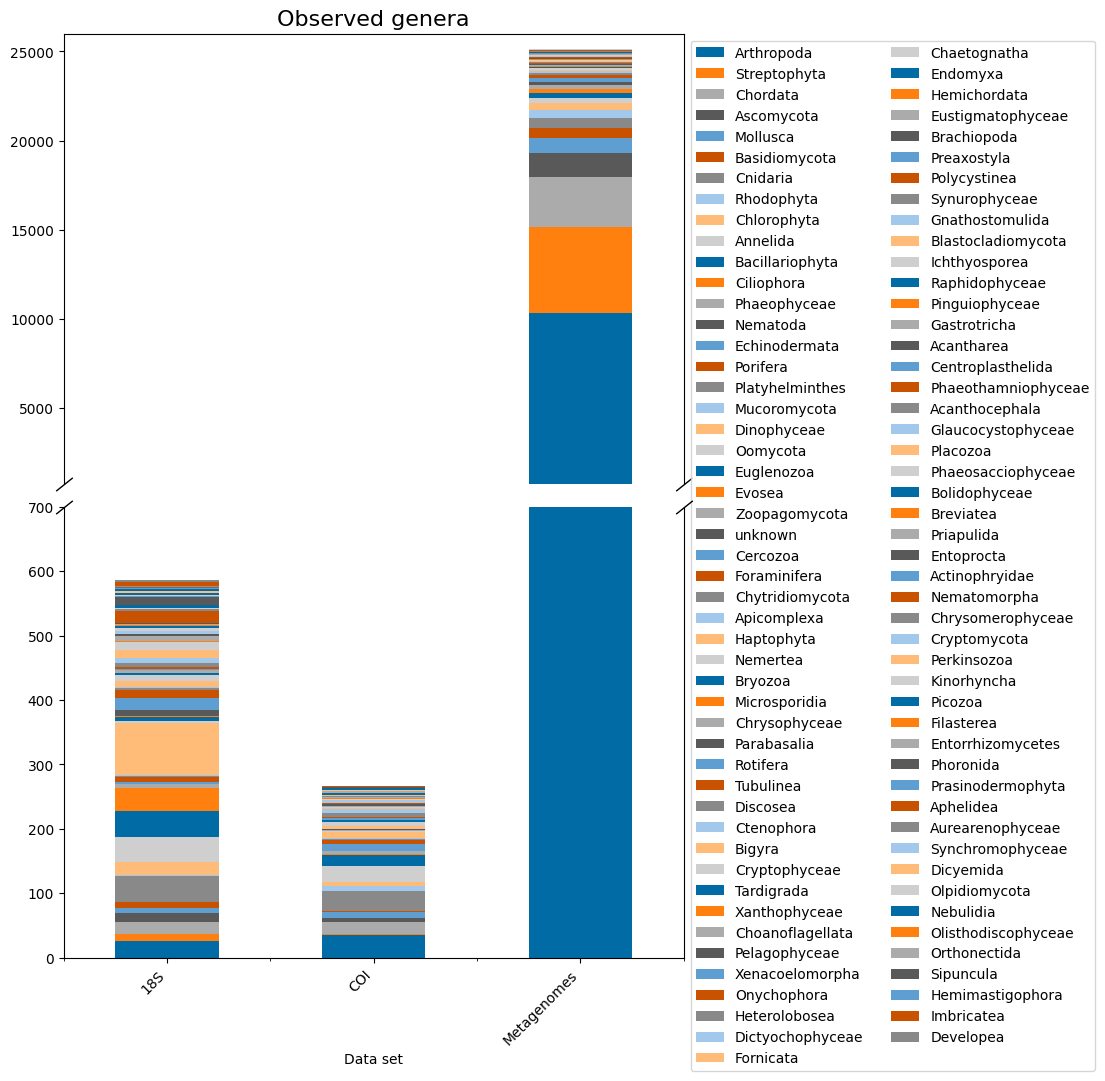 Observed genera
25000
20000
15000
10000
5000
700
600
500
400
300
200
100
0
18S
COI
Metagenomes
Data set
Arthropoda
Streptophyta
Chordata
Ascomycota
Mollusca
Basidiomycota
Cnidaria
Rhodophyta
Chlorophyta
Annelida
Bacillariophyta
Ciliophora
Phaeophyceae
Nematoda
Echinodermata
Porifera
Platyhelminthes
Mucoromycota
Dinophyceae
Oomycota
Euglenozoa
Evosea
Zoopagomycota
unknown
Cercozoa
Foraminifera
Chytridiomycota
Apicomplexa
Haptophyta
Nemertea
Bryozoa
Microsporidia
Chrysophyceae
Parabasalia
Rotifera
Tubulinea
Discosea
Ctenophora
Bigyra
Cryptophyceae
Tardigrada
Xanthophyceae
Choanoflagellata
Pelagophyceae
Xenacoelomorpha
Onychophora
Heterolobosea
Dictyochophyceae
Fornicata
Chaetognatha
Endomyxa
Hemichordata
Eustigmatophyceae
Brachiopoda
Preaxostyla
Polycystinea
Synurophyceae
Gnathostomulida
Blastocladiomycota
Ichthyosporea
Raphidophyceae
Pinguiophyceae
Gastrotricha
Acantharea
Centroplasthelida
Phaeothamniophyceae
Acanthocephala
Glaucocystophyceae
Placozoa
Phaeosacciophyceae
Bolidophyceae
Breviatea
Priapulida
Entoprocta
Actinophryidae
Nematomorpha
Chrysomerophyceae
Cryptomycota
Perkinsozoa
Kinorhyncha
Picozoa
Filasterea
Entorrhizomycetes
Phoronida
Prasinodermophyta
Aphelidea
Aurearenophyceae
Synchromophyceae
Dicyemida
Olpidiomycota
Nebulidia
Olisthodiscophyceae
Orthonectida
Sipuncula
Hemimastigophora
Imbricatea
Developea